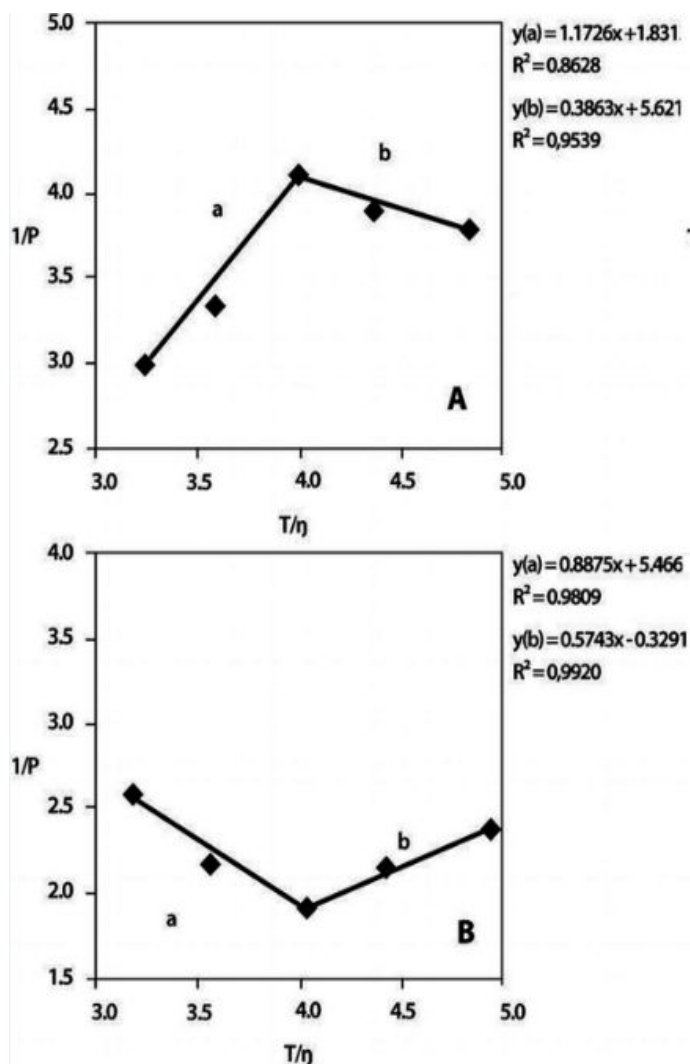 5.0
4.5
4.0
3.5
3.0
2.5
1/P
a
b
A
3.0
3.5
4.0
4.5
5.0
T/η
y(a)=1.1726x+1.831
R²=0.8628
y(b)=0.3863x+5.621
R²=0,9539
4.0
3.5
3.0
2.5
2.0
1.5
1/P
a
b
B
3.0
3.5
4.0
4.5
5.0
T/η
y(a)=0.8875x+5.466
R²=0.9809
y(b)=0.5743x-0.3291
R²=0,9920